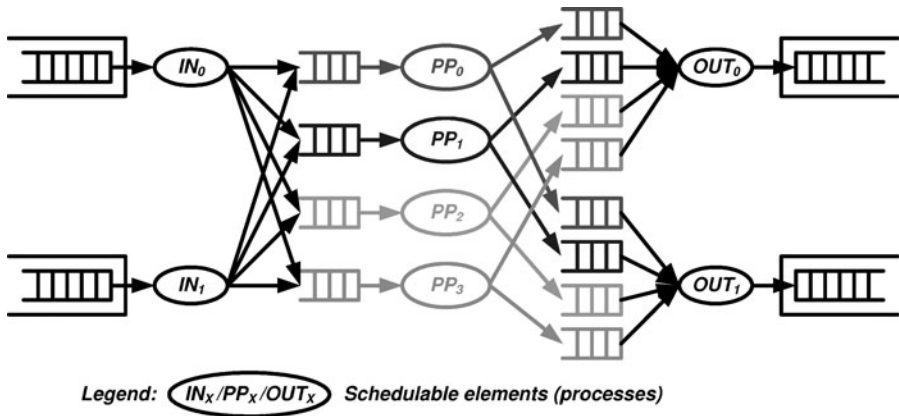 IN0
PP0
OUT0
PP1
PP2
IN1
PP3
OUT1
Legend: INX/PPX/OUTX Schedulable elements (processes)